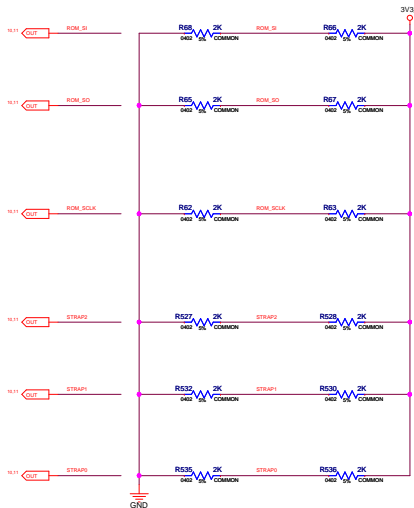 3V3
10,11 OUT ROM_SI R68 2K ROM_SI R66 2K
0402 5% COMMON 0402 5% COMMON
10,11 OUT ROM_SO R65 2K ROM_SO R67 2K
0402 5% COMMON 0402 5% COMMON
10,11 OUT ROM_SCLK R62 2K ROM_SCLK R63 2K
0402 5% COMMON 0402 5% COMMON
10,11 OUT STRAP2 R527 2K STRAP2 R528 2K
0402 5% COMMON 0402 5% COMMON
10,11 OUT STRAP1 R532 2K STRAP1 R530 2K
0402 5% COMMON 0402 5% COMMON
10,11 OUT STRAP0 R535 2K STRAP0 R536 2K
0402 5% COMMON 0402 5% COMMON
GND